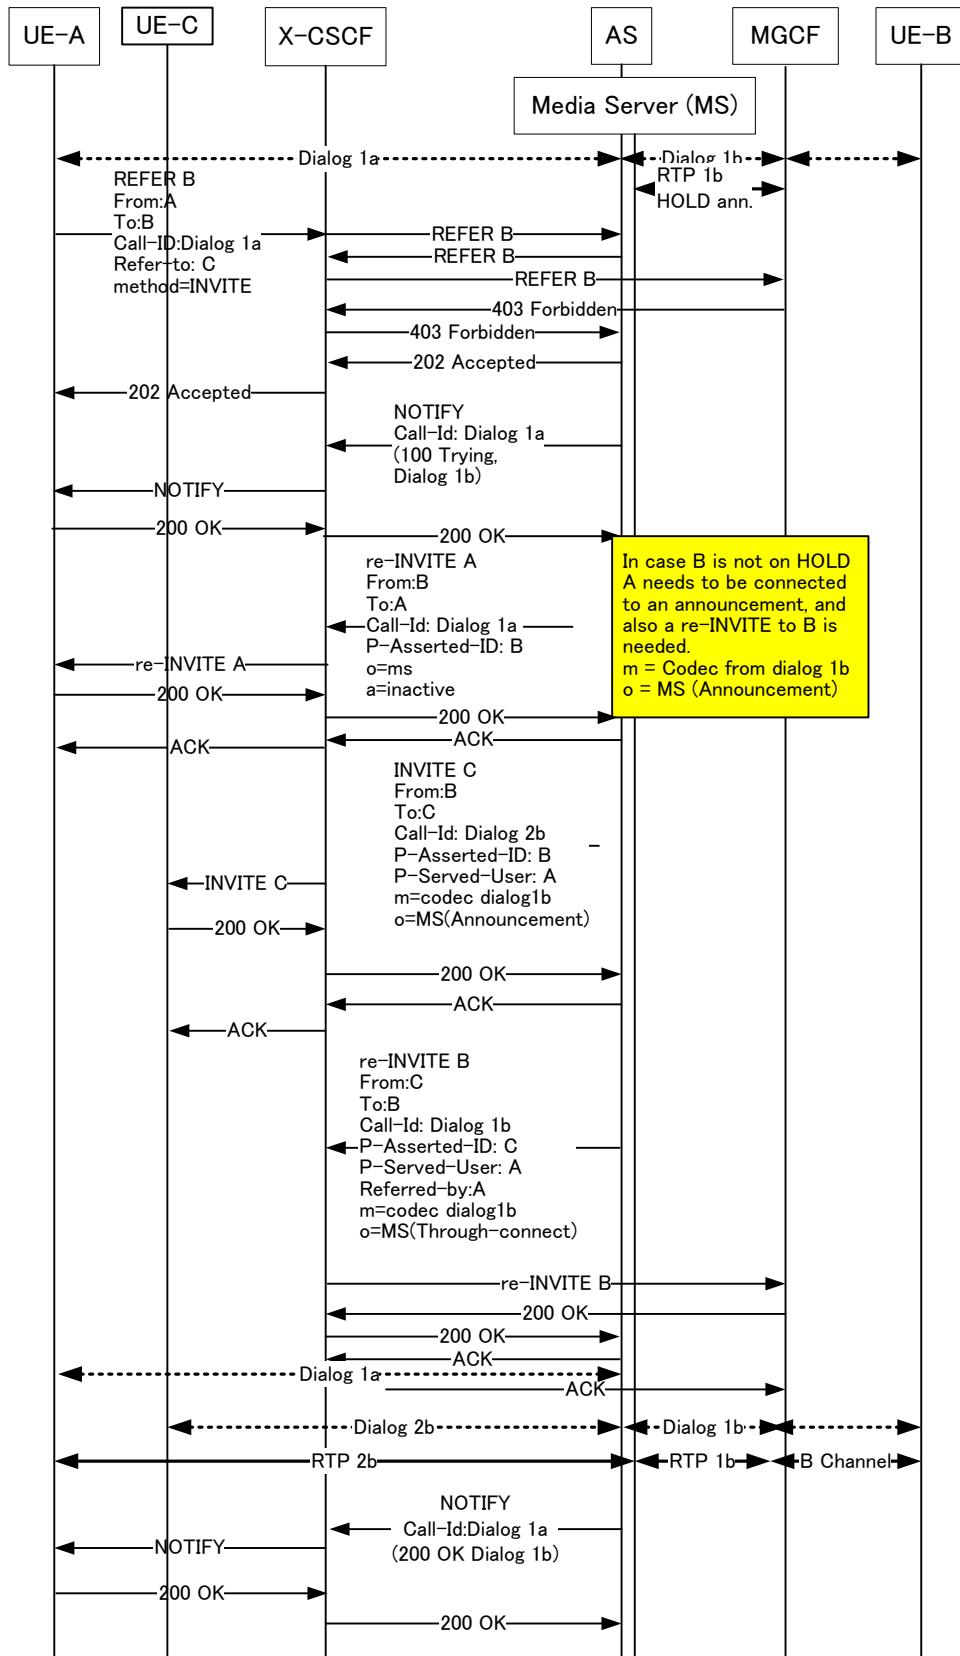 UE-A
UE-C
X-CSCF
AS
MGCF
UE-B
Media Server (MS)
Dialog 1a
Dialog 1b
RTP 1b
HOLD ann.
REFER B
From:A
To:B
Call-ID:Dialog 1a
Refer-to: C
method=INVITE
REFER B
REFER B
REFER B
403 Forbidden
403 Forbidden
202 Accepted
202 Accepted
NOTIFY
Call-Id: Dialog 1a
(100 Trying,
Dialog 1b)
NOTIFY
200 OK
200 OK
In case B is not on HOLD
A needs to be connected
to an announcement, and
also a re-INVITE to B is
needed.
m = Codec from dialog 1b
o = MS (Announcement)
re-INVITE A
From:B
To:A
Call-Id: Dialog 1a
P-Asserted-ID: B
o=ms
a=inactive
re-INVITE A
200 OK
200 OK
ACK
ACK
INVITE C
From:B
To:C
Call-Id: Dialog 2b
P-Asserted-ID: B
P-Served-User: A
m=codec dialog1b
o=MS(Announcement)
INVITE C
200 OK
200 OK
ACK
ACK
re-INVITE B
From:C
To:B
Call-Id: Dialog 1b
P-Asserted-ID: C
P-Served-User: A
Referred-by:A
m=codec dialog1b
o=MS(Through-connect)
re-INVITE B
200 OK
200 OK
ACK
Dialog 1a
ACK
Dialog 2b
Dialog 1b
RTP 2b
RTP 1b
B Channel
NOTIFY
Call-Id:Dialog 1a
(200 OK Dialog 1b)
NOTIFY
200 OK
200 OK